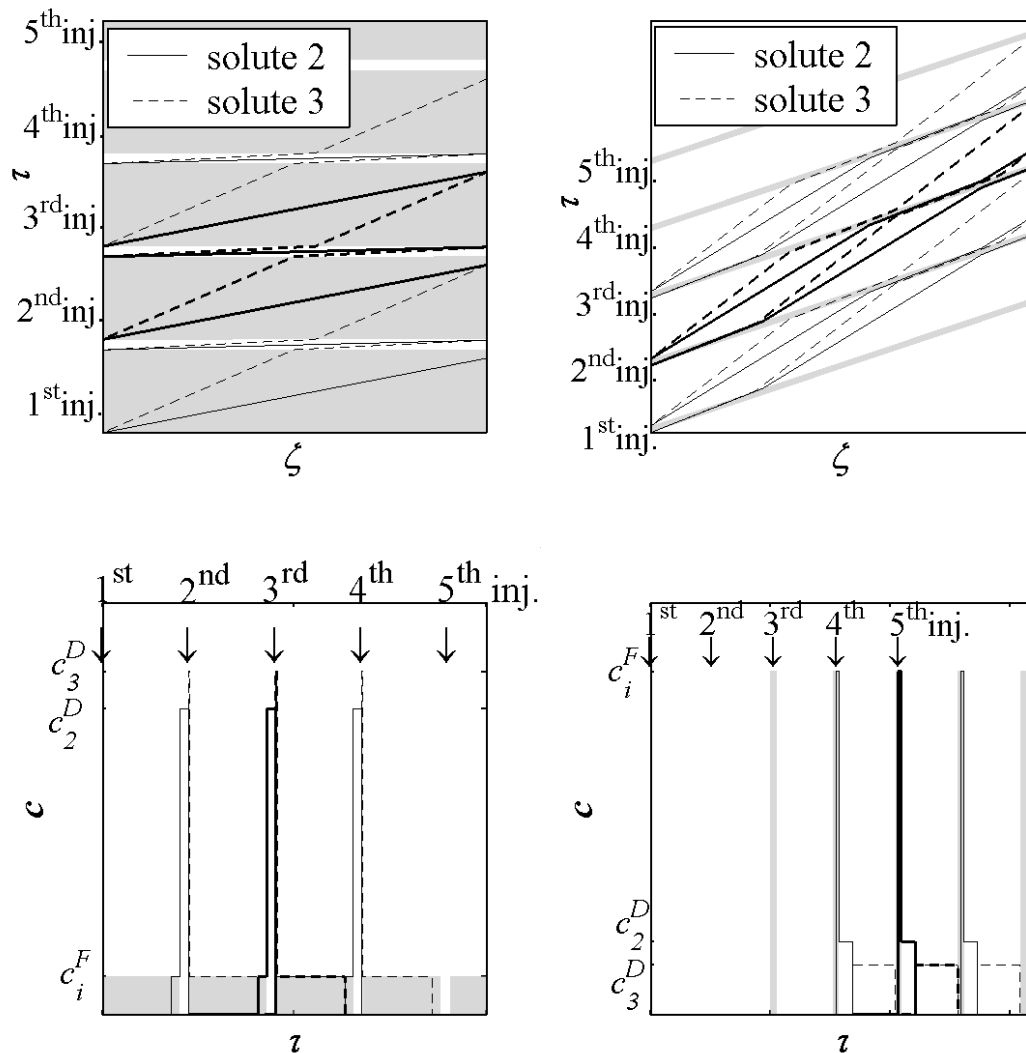 5th inj.
4th inj.
3rd inj.
2nd inj.
1st inj.
τ
ζ
solute 2
solute 3
5th inj.
4th inj.
3rd inj.
2nd inj.
1st inj.
τ
ζ
solute 2
solute 3
1st 2nd 3rd 4th 5th inj.
c3D
c2D
ciF
c
τ
1st 2nd 3rd 4th 5th inj.
ciF
c2D
c3D
c
τ